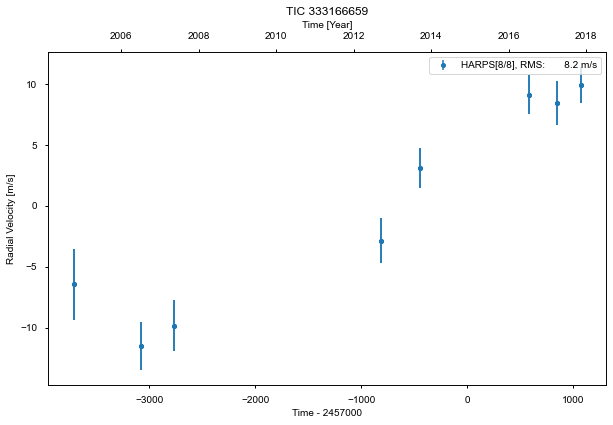 TIC 333166659
Time [Year]
2006 2008 2010 2012 2014 2016 2018
HARPS[8/8], RMS: 8.2 m/s
10
5
0
−5
−10
Radial Velocity [m/s]
−3000 −2000 −1000 0 1000
Time - 2457000